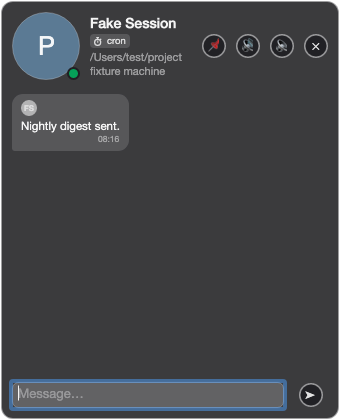 P
Fake Session
cron
/Users/test/project
fixture machine
FS
Nightly digest sent.
08:16
Message…